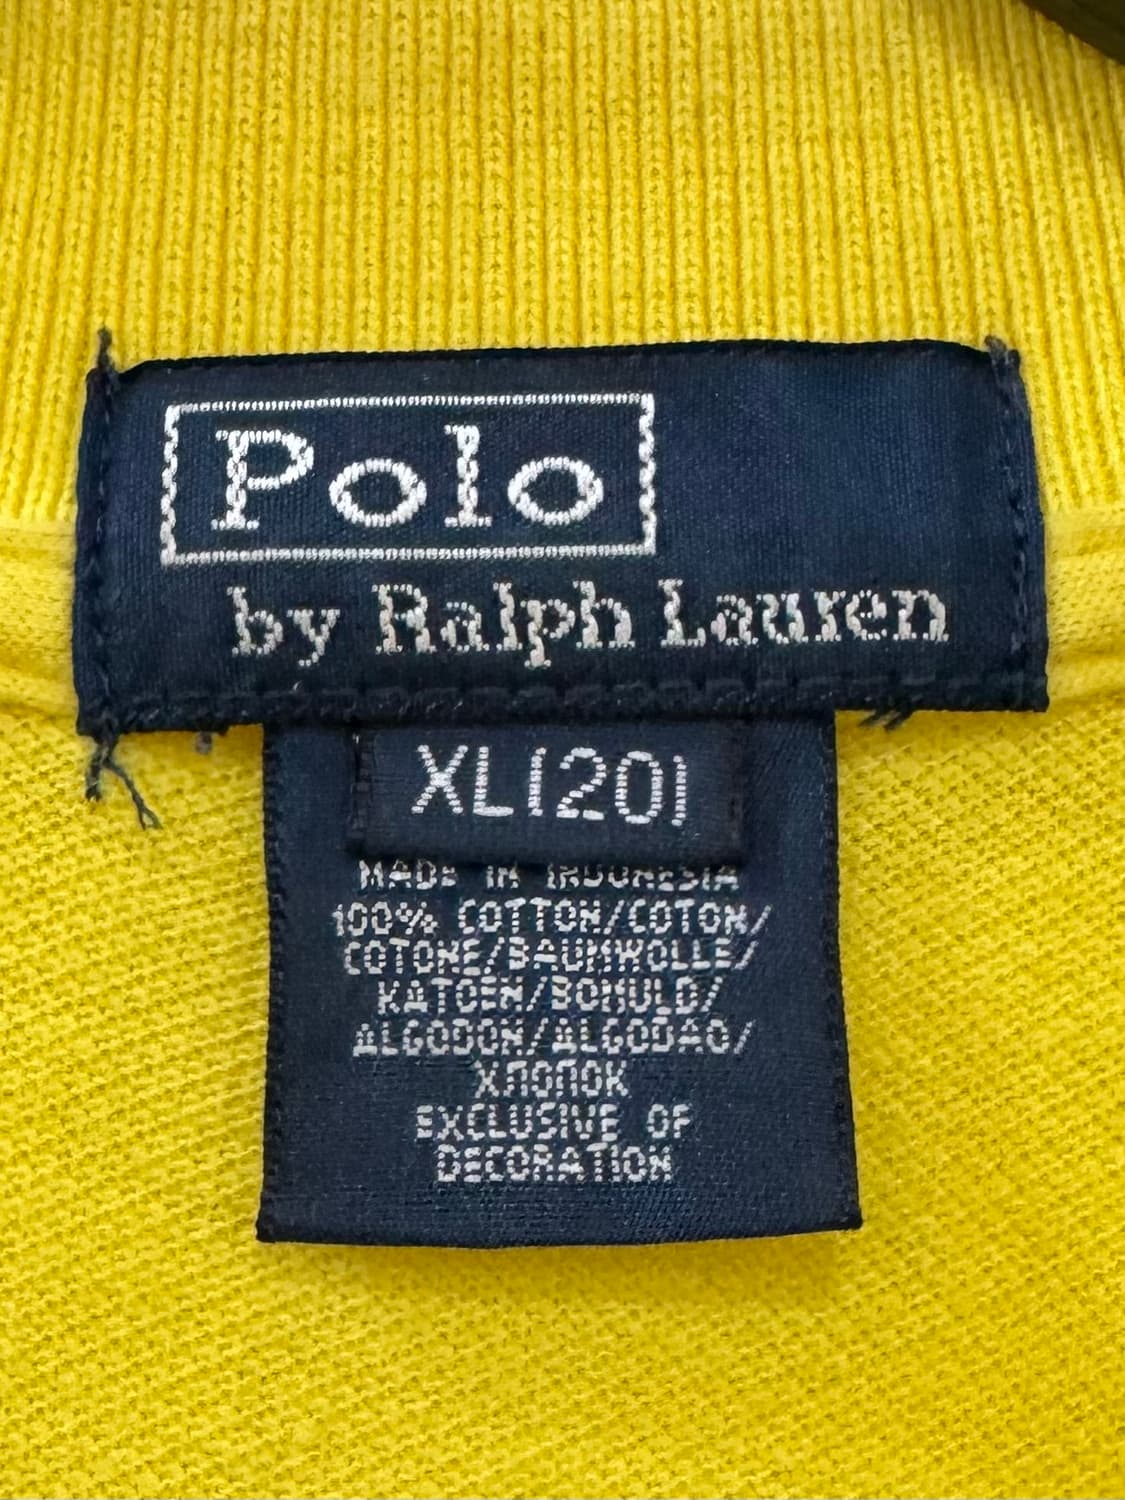 Polo
by Ralph Lauren
XL(20)
MADE IN INDONESIA
100% COTTON/COTON/
COTONE/BAUMWOLLE/
KATOEN/BOMULD/
ALGODON/ALGODAO/
ХЛОПОК
EXCLUSIVE OF
DECORATION